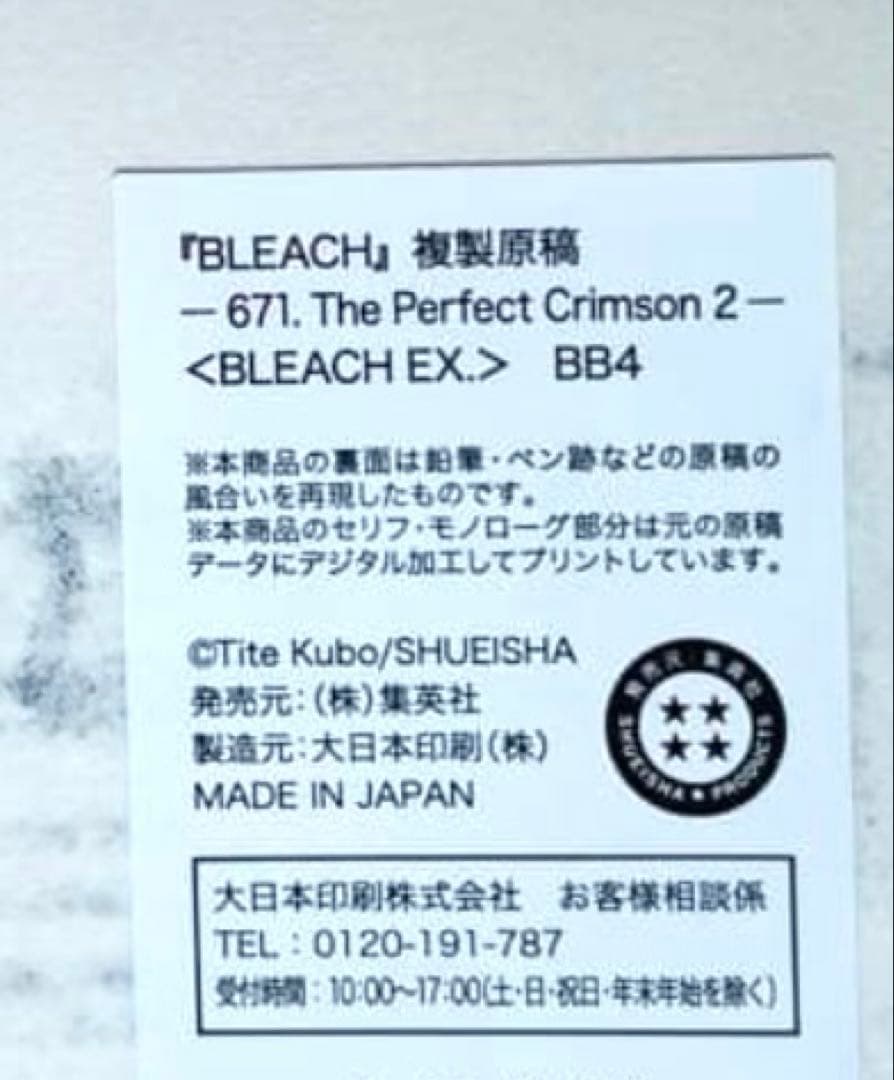 『BLEACH』 複製原稿
— 671. The Perfect Crimson 2 —
<BLEACH EX.> BB4
※本商品の裏面は鉛筆・ペン跡などの原稿の
風合いを再現したものです。
※本商品のセリフ・モノローグ部分は元の原稿
データにデジタル加工してプリントしています。
©Tite Kubo/SHUEISHA
発売元：(株)集英社
製造元：大日本印刷(株)
MADE IN JAPAN
発売元 集英社
SHUEISHA ★ PRODUCTS
大日本印刷株式会社 お客様相談係
TEL：0120-191-787
受付時間：10:00〜17:00(土・日・祝日・年末年始を除く)